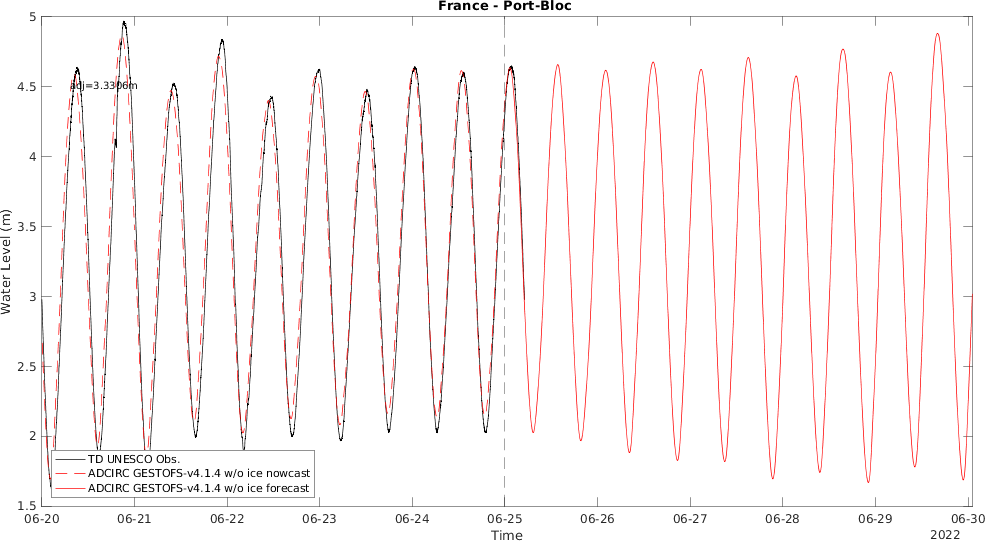 France - Port-Bloc
5
4.5
4
3.5
3
2.5
2
1.5
Water Level (m)
adj=3.3306m
TD UNESCO Obs.
ADCIRC GESTOFS-v4.1.4 w/o ice nowcast
ADCIRC GESTOFS-v4.1.4 w/o ice forecast
06-20 06-21 06-22 06-23 06-24 06-25 06-26 06-27 06-28 06-29 06-30
Time
2022